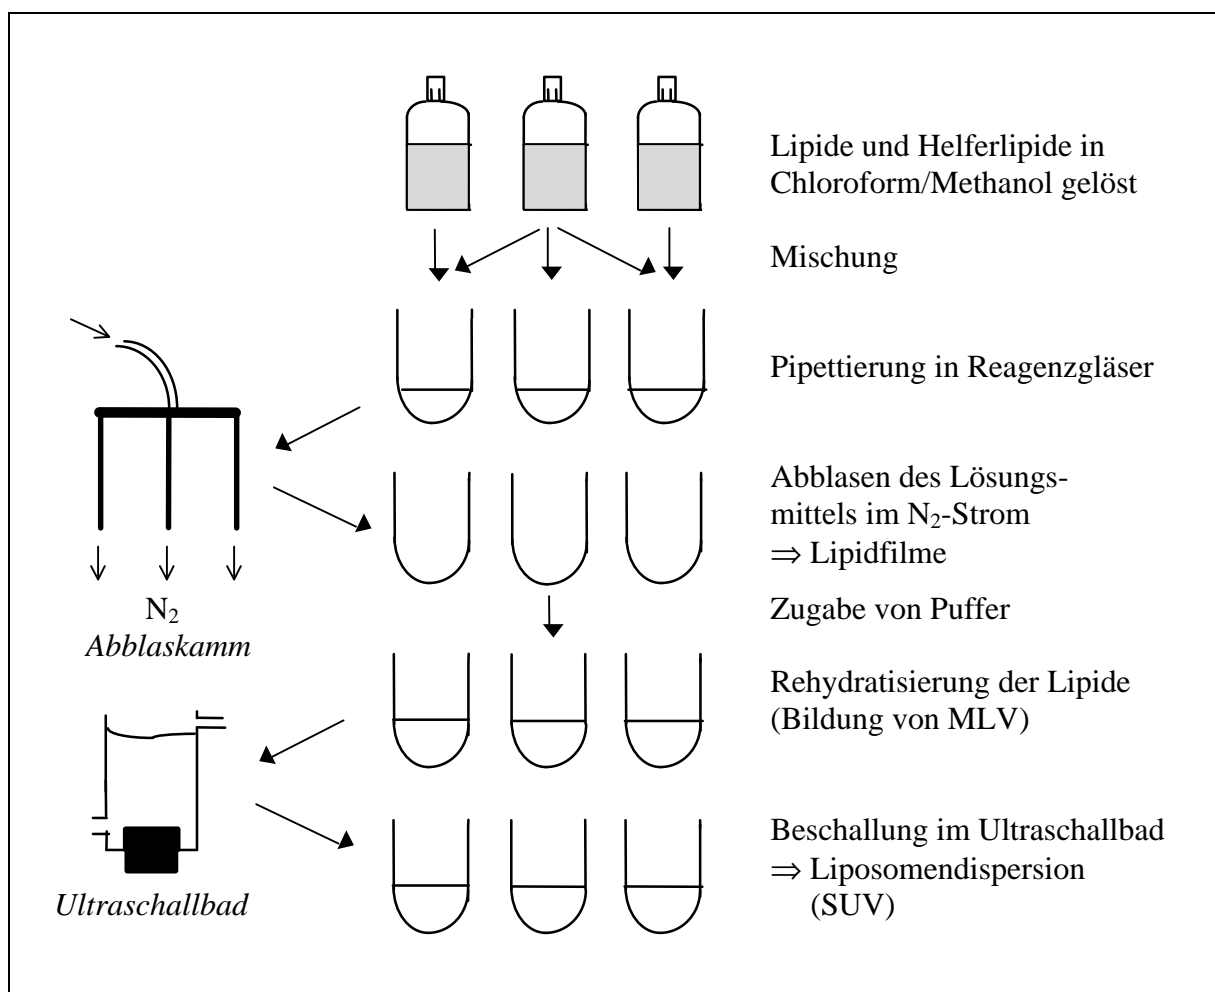 Lipide und Helferlipide in
Chloroform/Methanol gelöst
Mischung
Pipettierung in Reagenzgläser
Abblasen des Lösungs-
mittels im N₂-Strom
⇒ Lipidfilme
N₂
Abblaskamm
Zugabe von Puffer
Rehydratisierung der Lipide
(Bildung von MLV)
Beschallung im Ultraschallbad
⇒ Liposomendispersion
(SUV)
Ultraschallbad